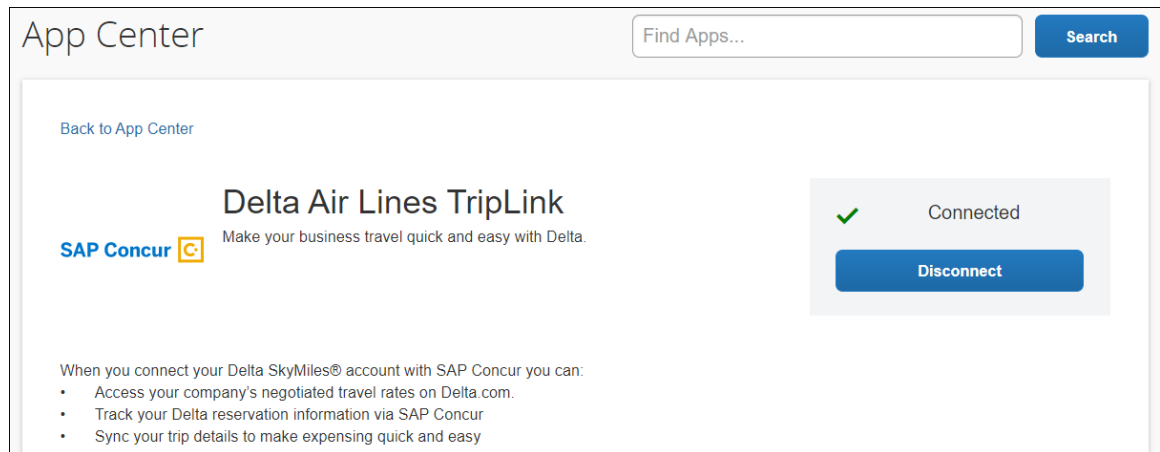 App Center
Find Apps...
Search
Back to App Center
Delta Air Lines TripLink
Make your business travel quick and easy with Delta.
SAP Concur C
Connected
Disconnect
When you connect your Delta SkyMiles® account with SAP Concur you can:
• Access your company's negotiated travel rates on Delta.com.
• Track your Delta reservation information via SAP Concur
• Sync your trip details to make expensing quick and easy